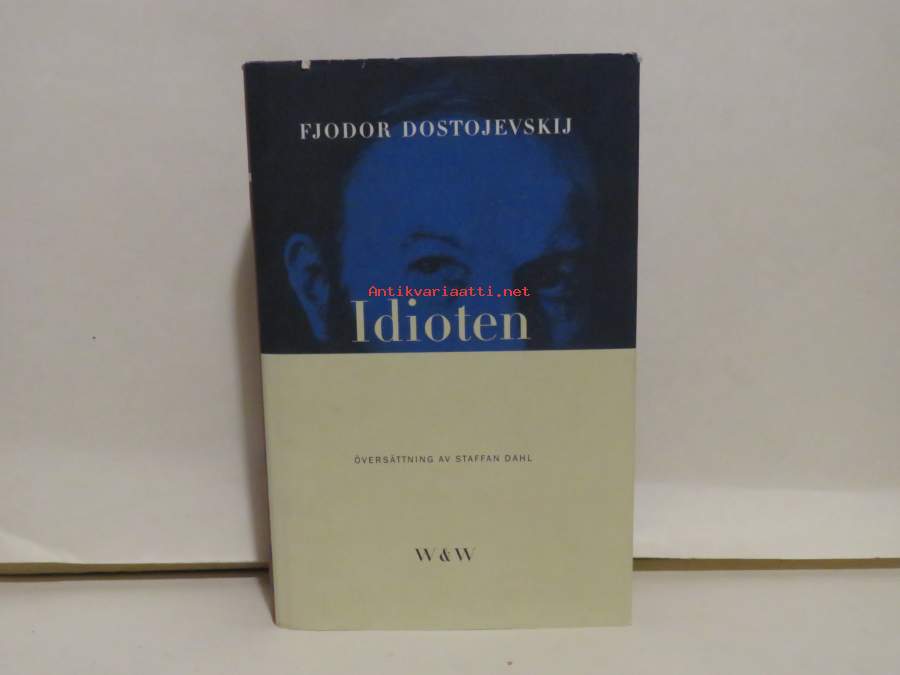 FJODOR DOSTOJEVSKIJ
Antikvariaatti.net
Idioten
ÖVERSÄTTNING AV STAFFAN DAHL
W&W